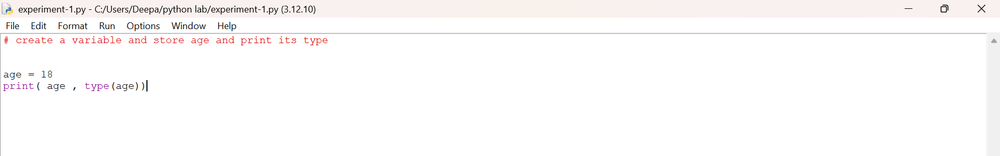 experiment-1.py - C:/Users/Deepa/python lab/experiment-1.py (3.12.10)
File Edit Format Run Options Window Help
# create a variable and store age and print its type
age = 18
print( age , type(age))